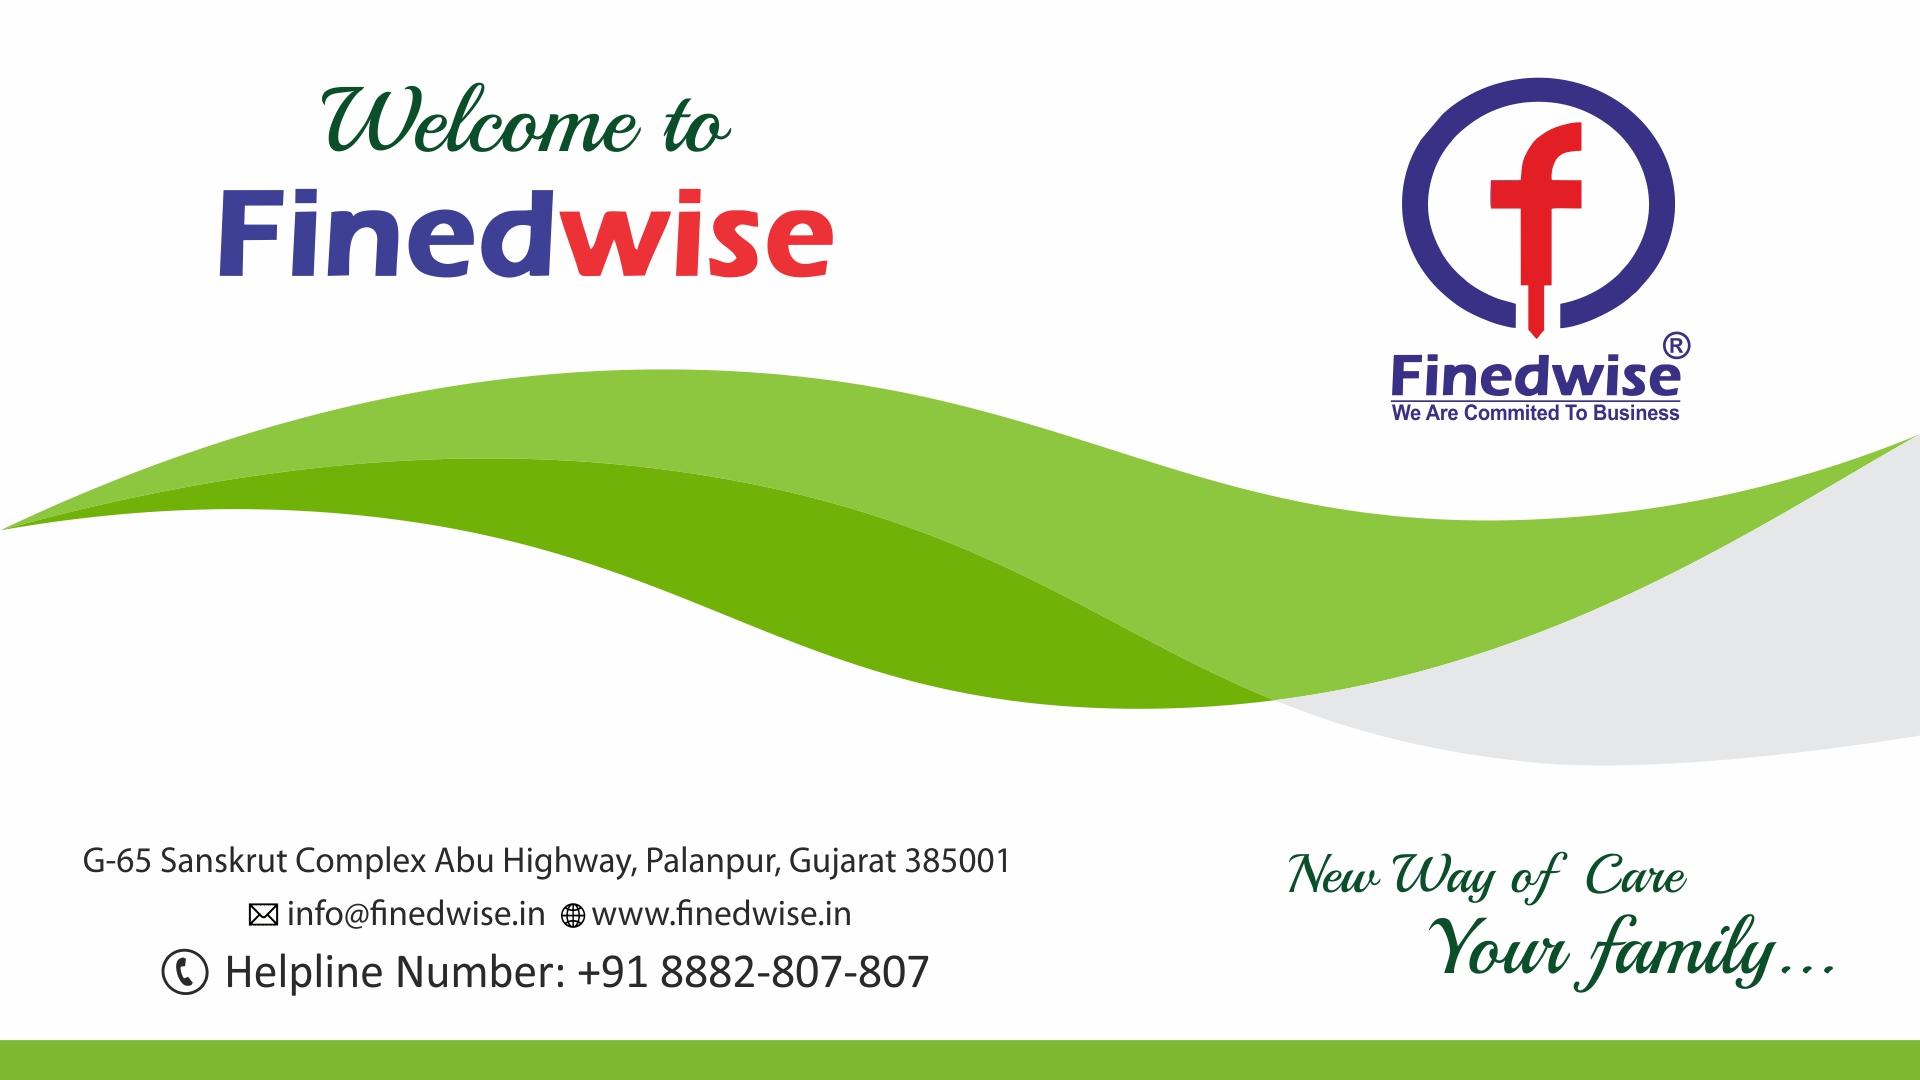 Welcome to
Finedwise
f
Finedwise®
We Are Commited To Business
G-65 Sanskrut Complex Abu Highway, Palanpur, Gujarat 385001
info@finedwise.in www.finedwise.in
Helpline Number: +91 8882-807-807
New Way of Care
Your family...